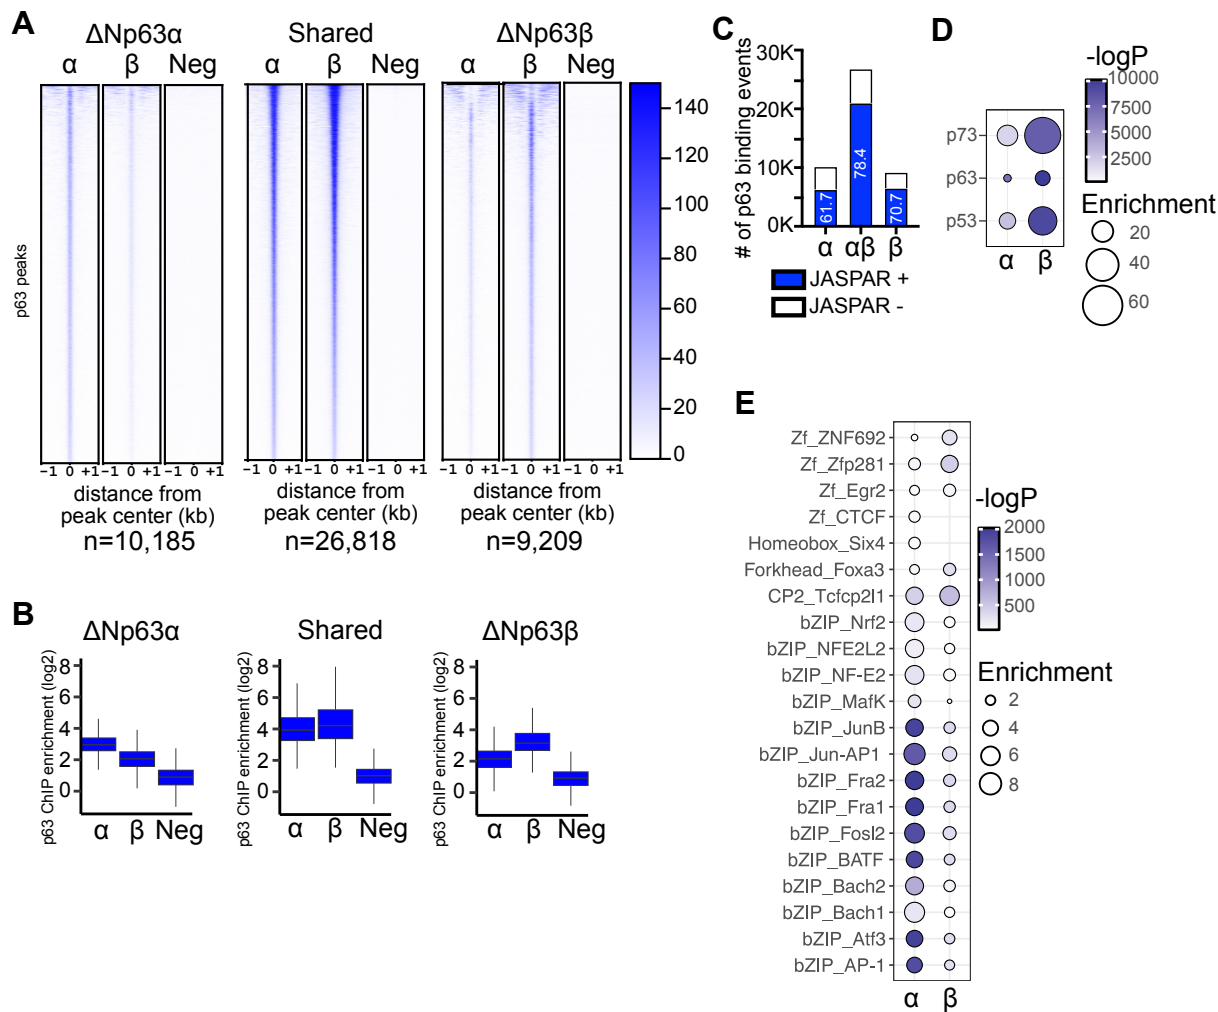 A
ΔNp63α
Shared
ΔNp63β
α β Neg
α β Neg
α β Neg
p63 peaks
140
120
100
80
60
40
20
0
−1 0 +1 −1 0 +1 −1 0 +1
−1 0 +1 −1 0 +1 −1 0 +1
−1 0 +1 −1 0 +1 −1 0 +1
distance from
peak center (kb)
n=10,185
distance from
peak center (kb)
n=26,818
distance from
peak center (kb)
n=9,209
B
ΔNp63α
p63 ChIP enrichment (log2)
8
6
4
2
0
α β Neg
Shared
p63 ChIP enrichment (log2)
8
6
4
2
0
α β Neg
ΔNp63β
p63 ChIP enrichment (log2)
8
6
4
2
0
α β Neg
C
# of p63 binding events
30K
20K
10K
0K
61.7
78.4
70.7
α αβ β
JASPAR +
JASPAR -
D
p73
p63
p53
α β
-logP
10000
7500
5000
2500
Enrichment
20
40
60
E
Zf_ZNF692
Zf_Zfp281
Zf_Egr2
Zf_CTCF
Homeobox_Six4
Forkhead_Foxa3
CP2_Tcfcp2l1
bZIP_Nrf2
bZIP_NFE2L2
bZIP_NF-E2
bZIP_MafK
bZIP_JunB
bZIP_Jun-AP1
bZIP_Fra2
bZIP_Fra1
bZIP_Fosl2
bZIP_BATF
bZIP_Bach2
bZIP_Bach1
bZIP_Atf3
bZIP_AP-1
α β
-logP
2000
1500
1000
500
Enrichment
2
4
6
8